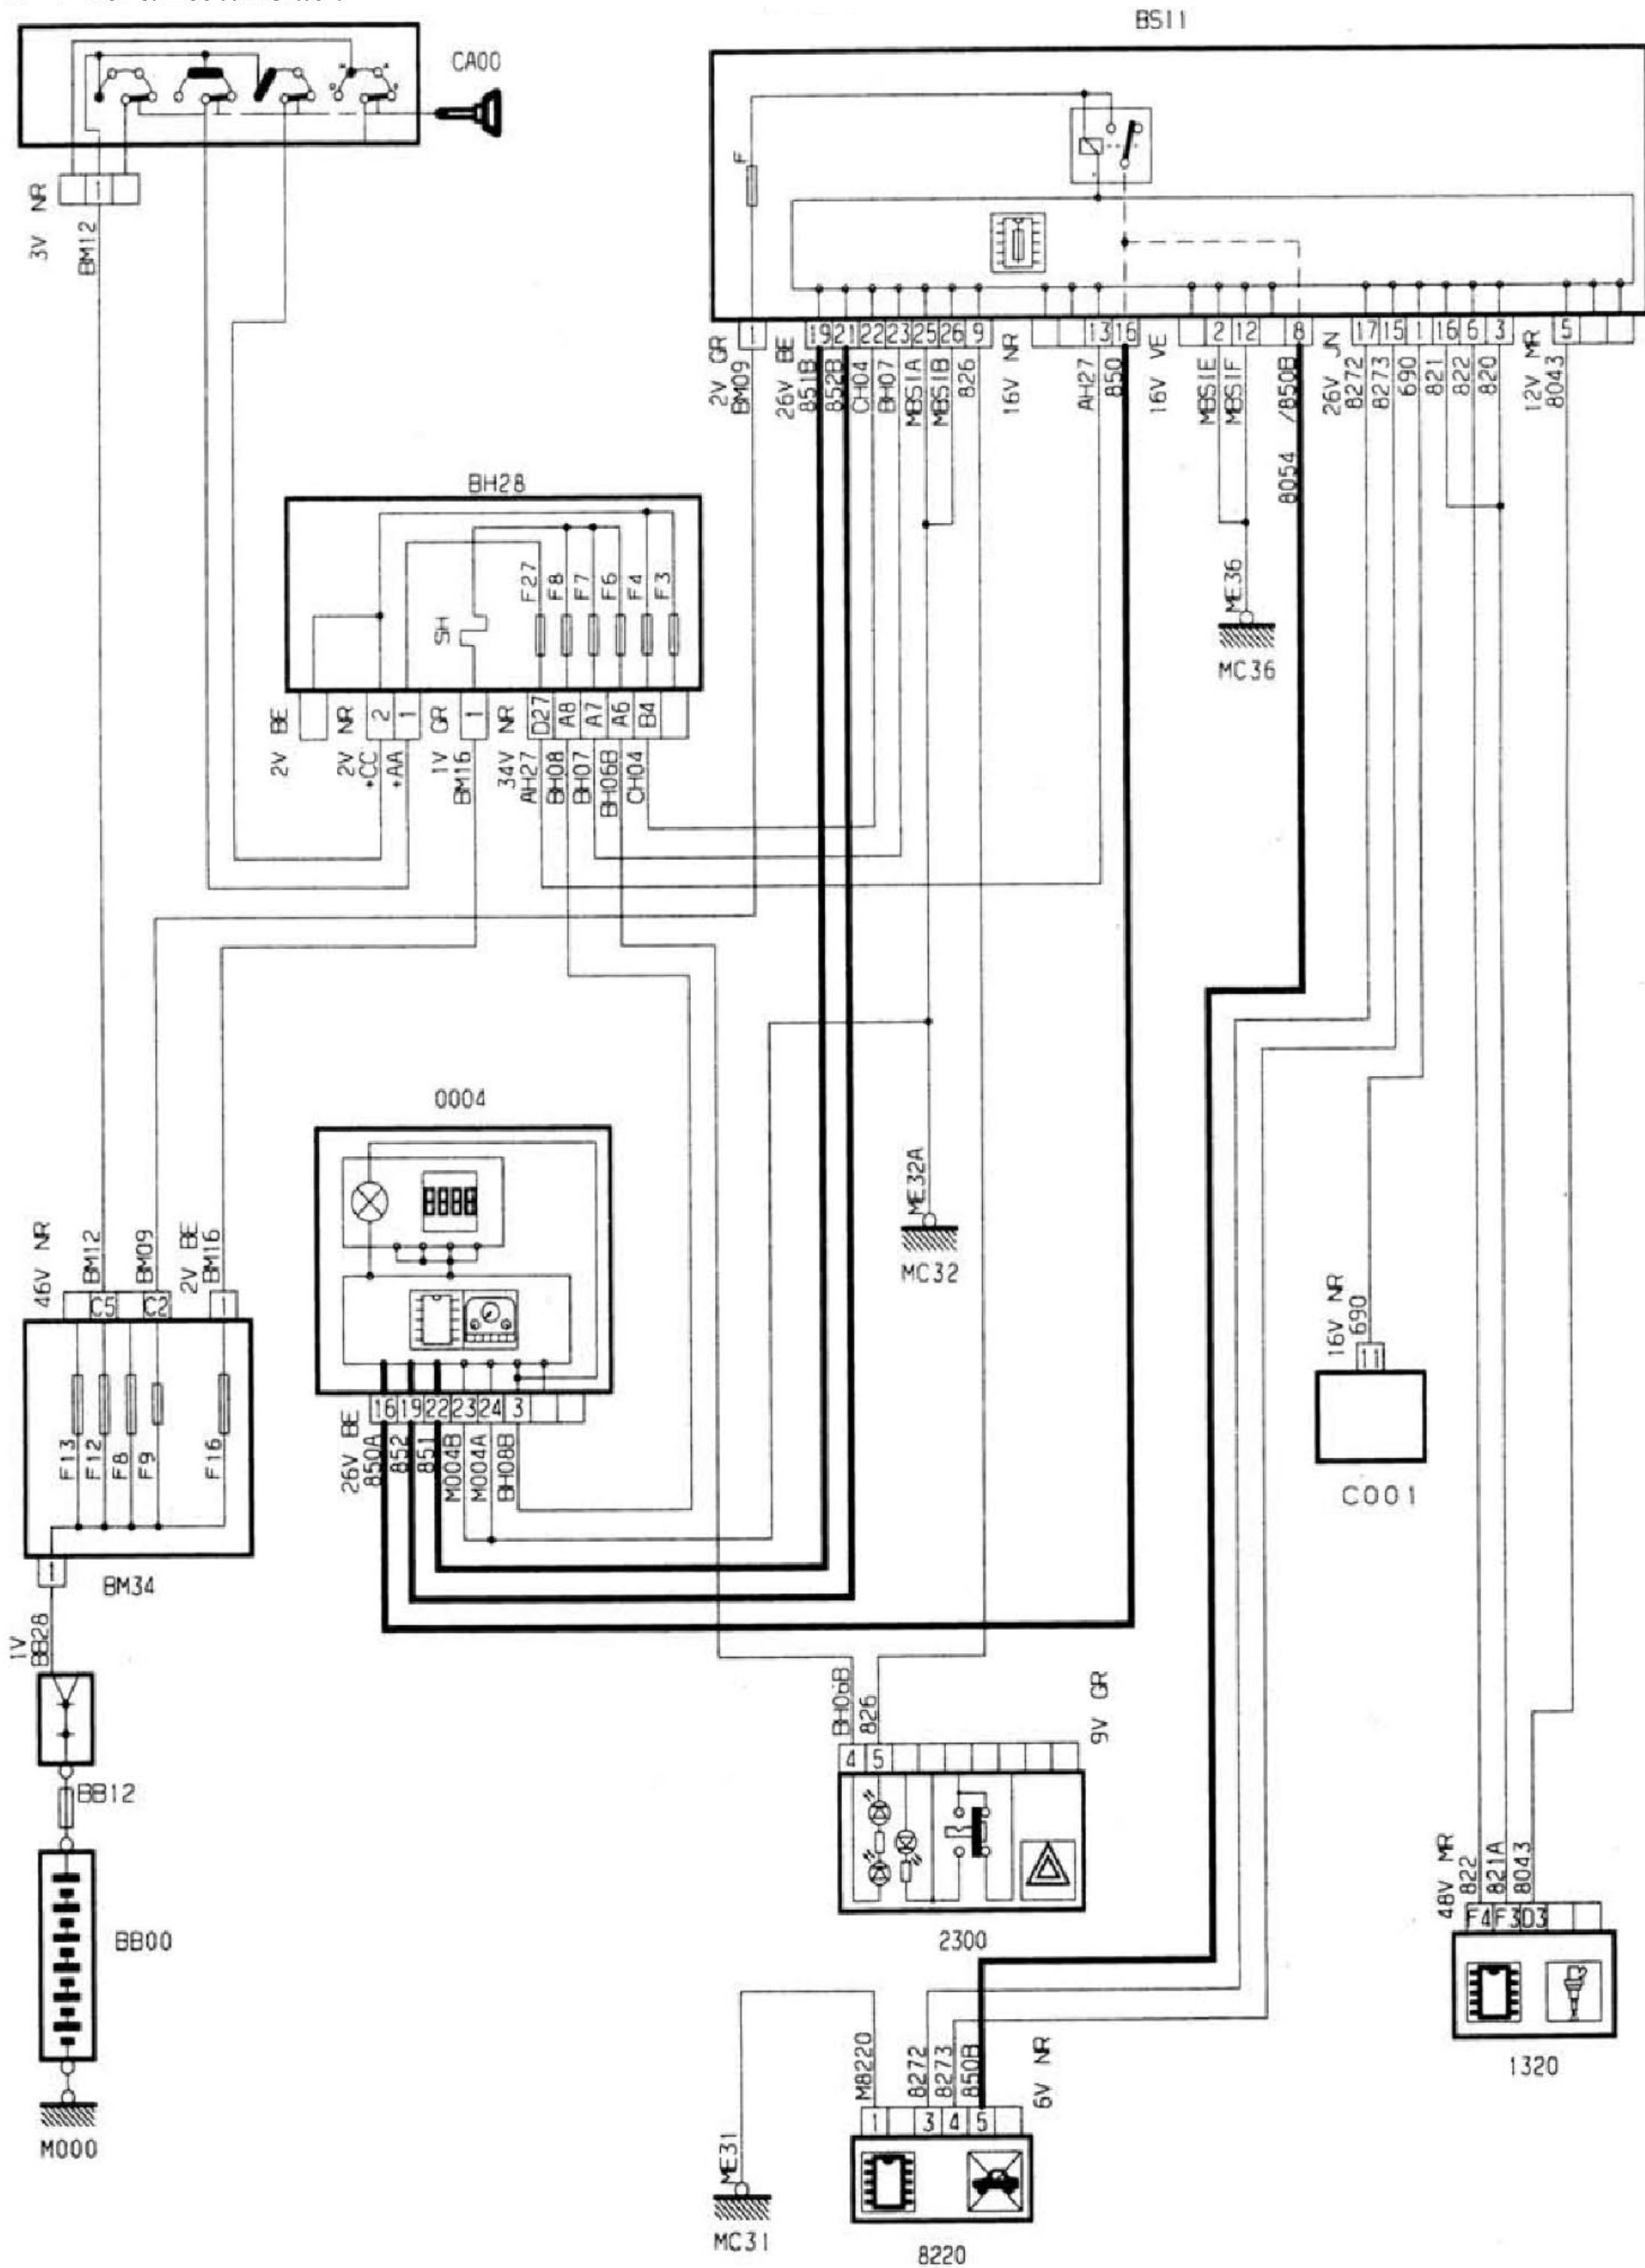 BSI1
CA00
3V NR
BM12
F
2V GR
BM09
1
26V BE
851B
852B
CH04
BH07
MBS1A
MBS1B
826
19 21 22 23 25 26 9
16V NR
AH27
850
13 16
16V VE
MBS1E
MBS1F
8054 /850B
2 12 8
26V JN
8272
8273
690
821
822
820
17 15 1 16 6 3
12V MR
8043
5
1
BH28
SH
F27
F8
F7
F6
F4
F3
2V BE
2V NR
+CC
+AA
2 1
1V GR
BM16
1
34V NR
AH27
BH08
BH07
BH06B
CH04
D27 A8 A7 A6 B4
ME36
MC36
0004
46V NR
BM12
BM09
2V BE
BM16
C5 C2 1
F13
F12
F8
F9
F16
1
BM34
26V BE
850A
852
851
M004B
M004A
BH08B
16 19 22 23 24 3
ME32A
MC32
16V NR
690
11
C001
1V
BB28
BB12
BB00
M000
BH06B
826
9V GR
4 5
2300
48V MR
822
821A
8043
F4 F3 D3
1320
M8220
8272
8273
850B
6V NR
1 3 4 5
ME31
MC31
8220